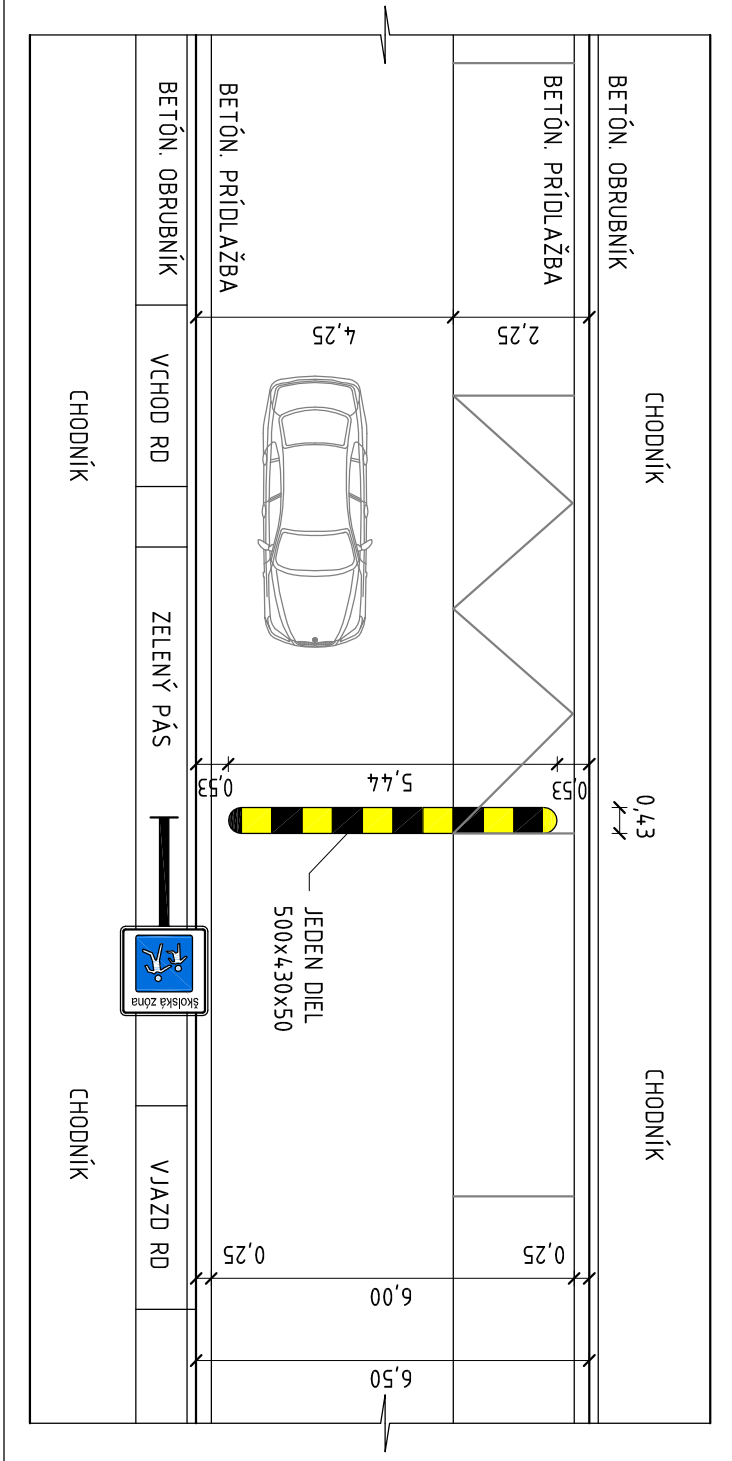 BETÓN. OBRUBNÍK
CHODNÍK
CHODNÍK
BETÓN. PRÍDLAŽBA
2,25
0,53
0,43
0,25
4,25
5,44
6,00
6,50
JEDEN DIEL
500x430x50
BETÓN. PRÍDLAŽBA
0,53
0,25
BETÓN. OBRUBNÍK
VCHOD RD
ZELENÝ PÁS
školská zóna
VJAZD RD
CHODNÍK
CHODNÍK